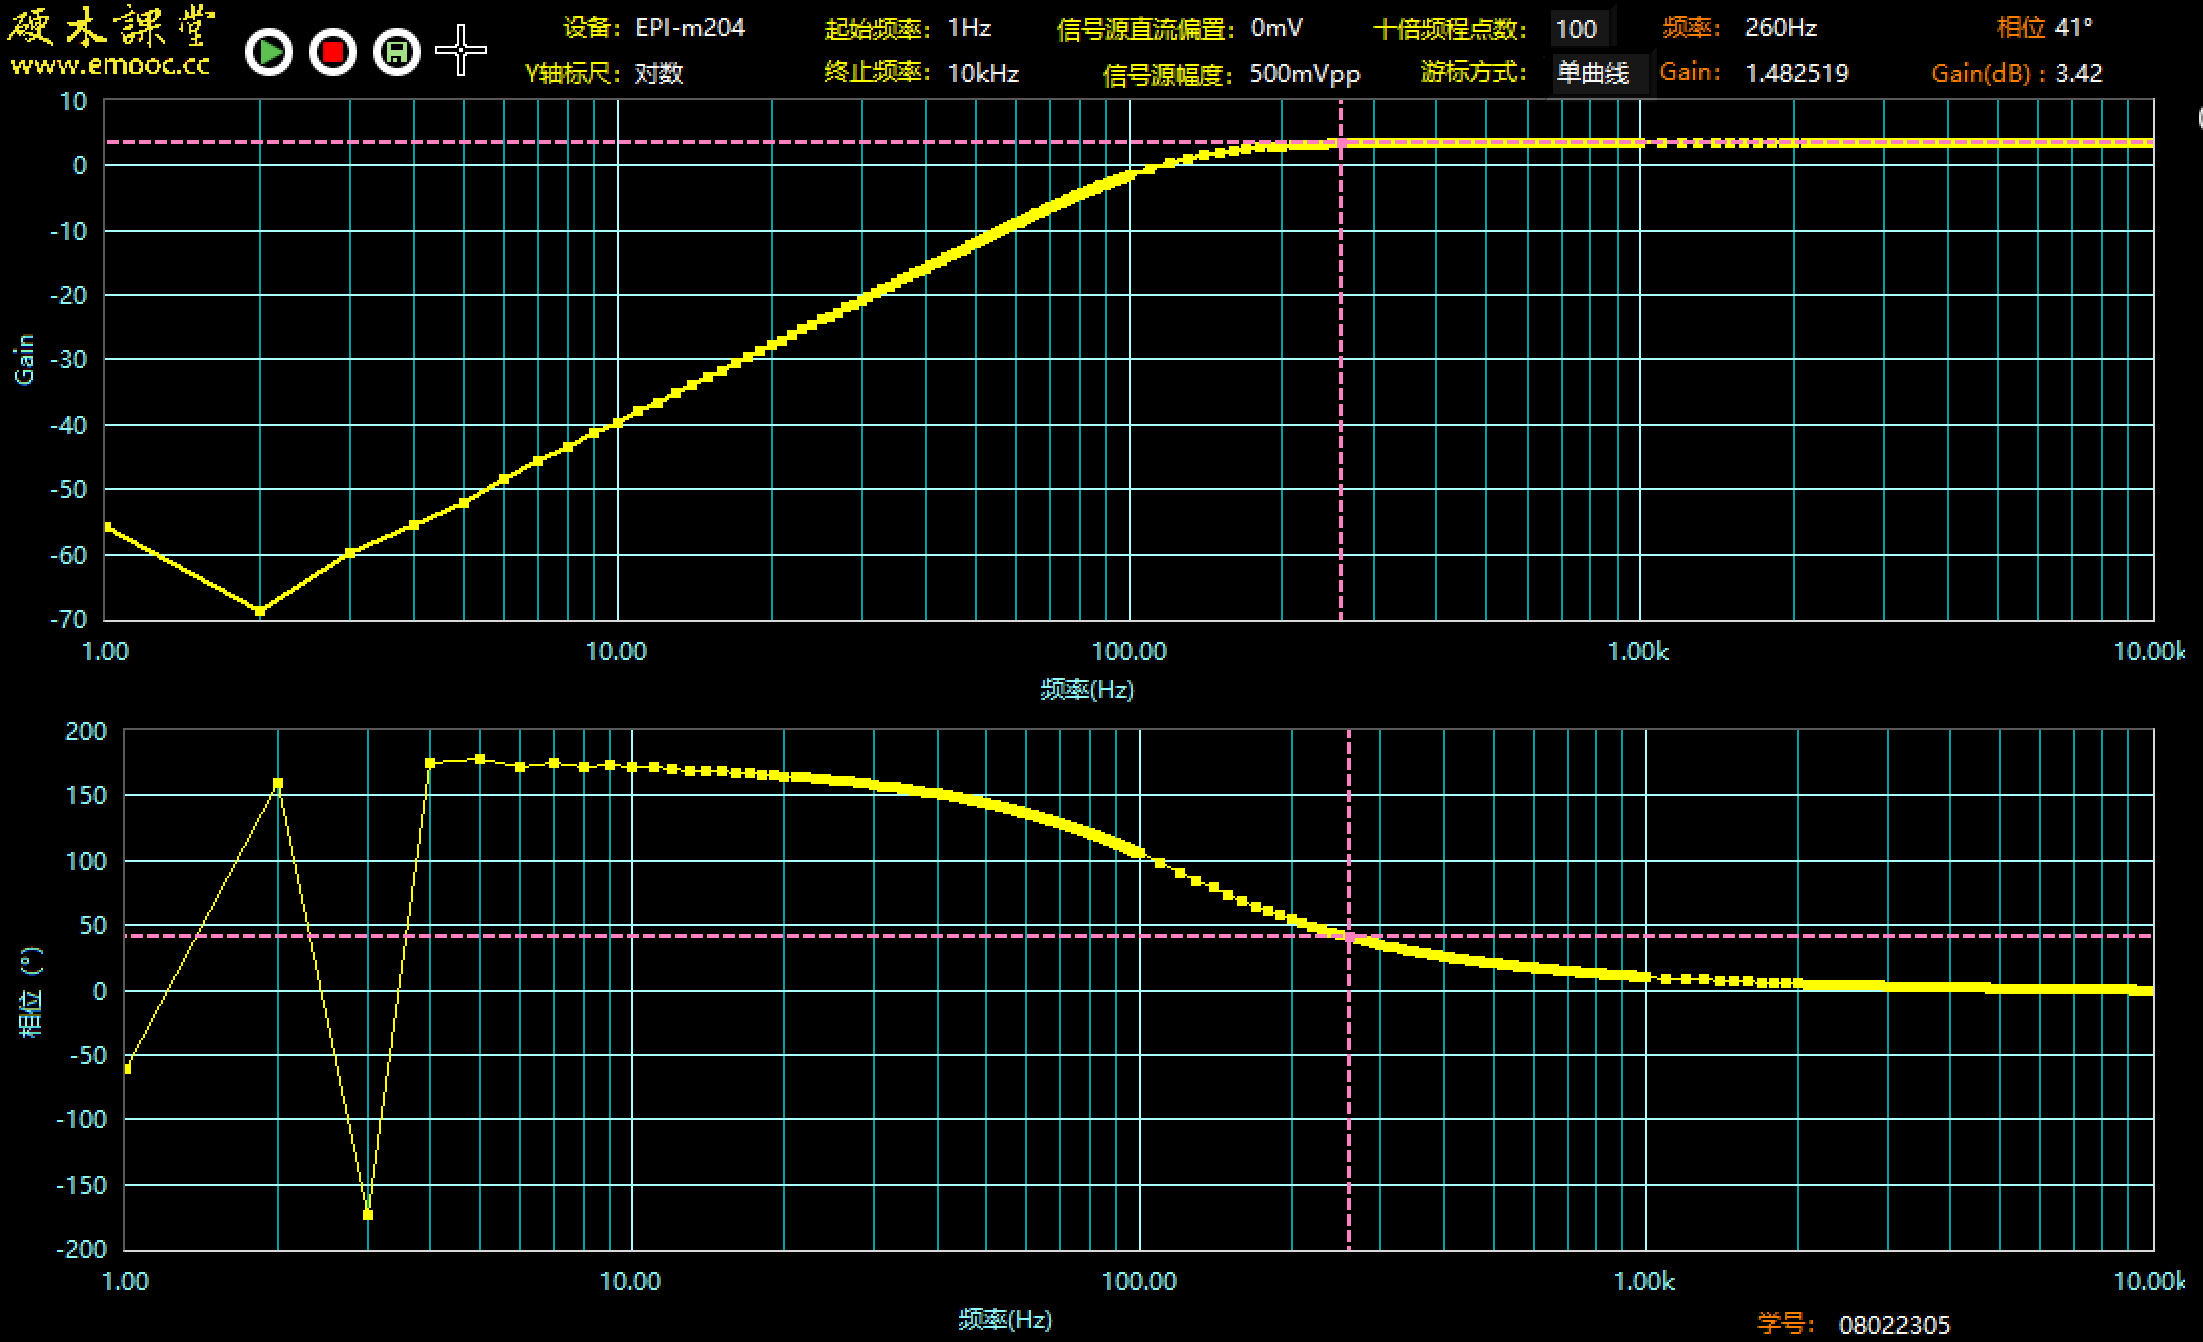 硬木課堂
www.emooc.cc
设备： EPI-m204 起始频率： 1Hz 信号源直流偏置： 0mV 十倍频程点数： 100 频率： 260Hz 相位 41°
Y轴标尺： 对数 终止频率： 10kHz 信号源幅度： 500mVpp 游标方式： 单曲线 Gain： 1.482519 Gain(dB)： 3.42
10
0
-10
-20
-30
-40
-50
-60
-70
Gain
1.00 10.00 100.00 1.00k 10.00k
频率(Hz)
200
150
100
50
0
-50
-100
-150
-200
相位 (°)
1.00 10.00 100.00 1.00k 10.00k
频率(Hz)
学号： 08022305